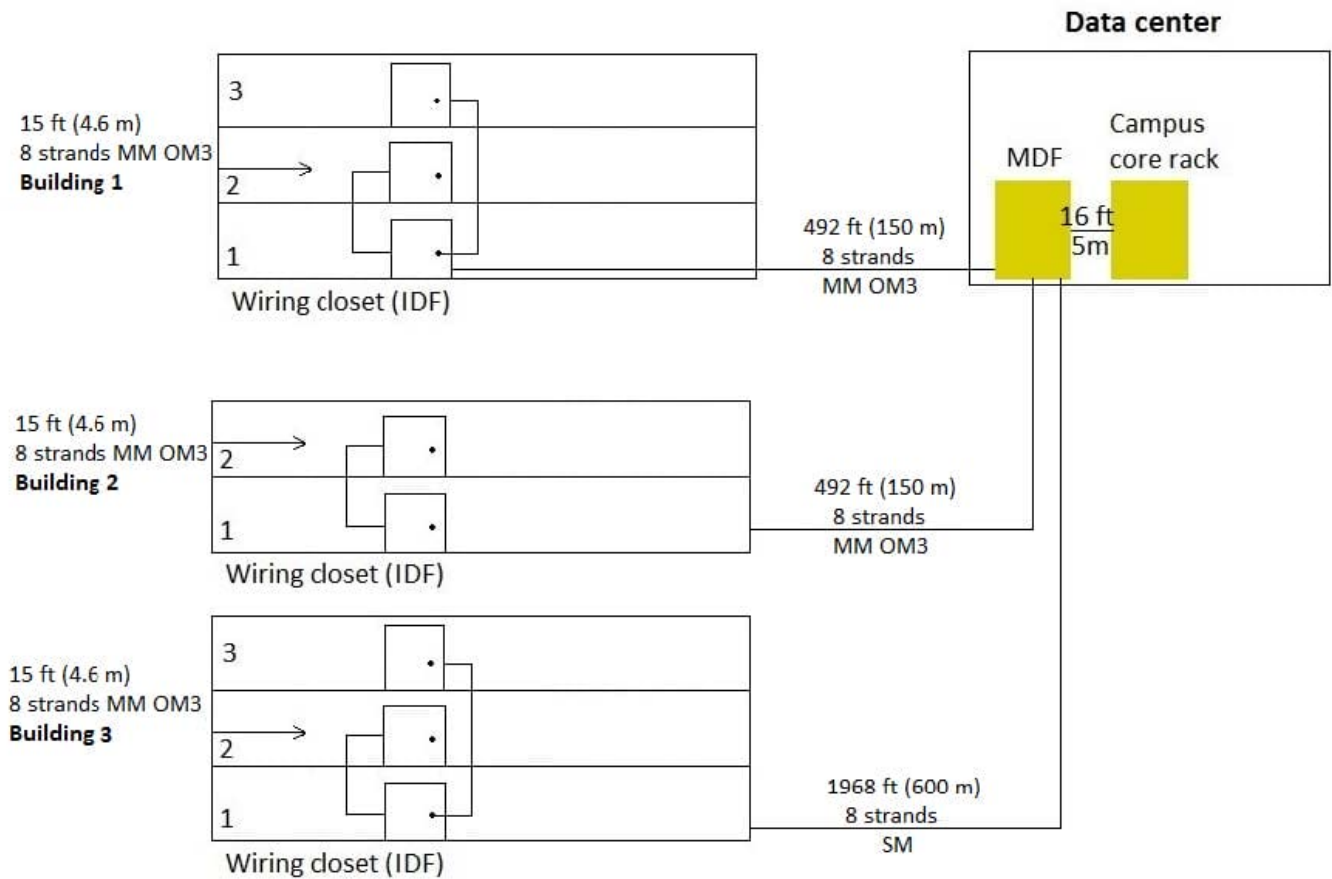 Data center
MDF
Campus
core rack
16 ft
5m
3
15 ft (4.6 m)
8 strands MM OM3
Building 1
2
1
Wiring closet (IDF)
492 ft (150 m)
8 strands
MM OM3
15 ft (4.6 m)
8 strands MM OM3
Building 2
2
1
Wiring closet (IDF)
492 ft (150 m)
8 strands
MM OM3
3
15 ft (4.6 m)
8 strands MM OM3
Building 3
2
1
Wiring closet (IDF)
1968 ft (600 m)
8 strands
SM